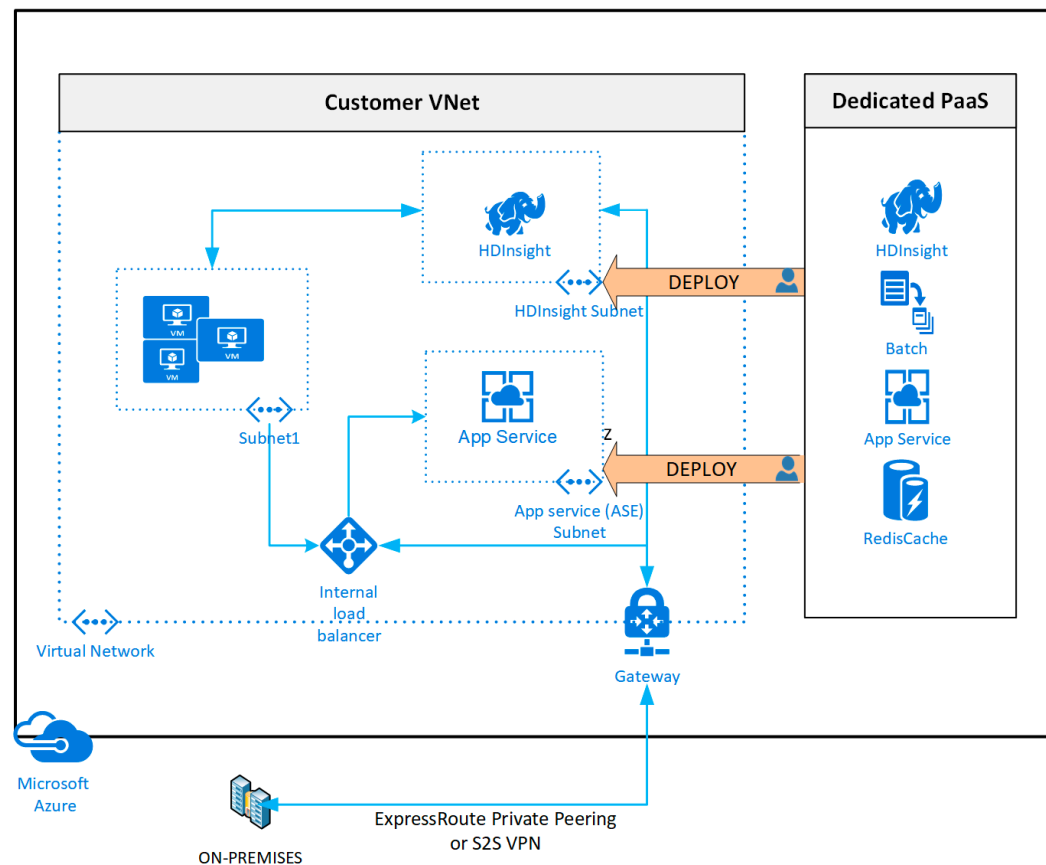 Customer VNet
Dedicated PaaS
HDInsight
HDInsight Subnet
DEPLOY
VM
VM
VM
Subnet1
App Service
Z
DEPLOY
App service (ASE)
Subnet
Internal
load
balancer
Virtual Network
Gateway
HDInsight
Batch
App Service
RedisCache
Microsoft
Azure
ExpressRoute Private Peering
or S2S VPN
ON-PREMISES